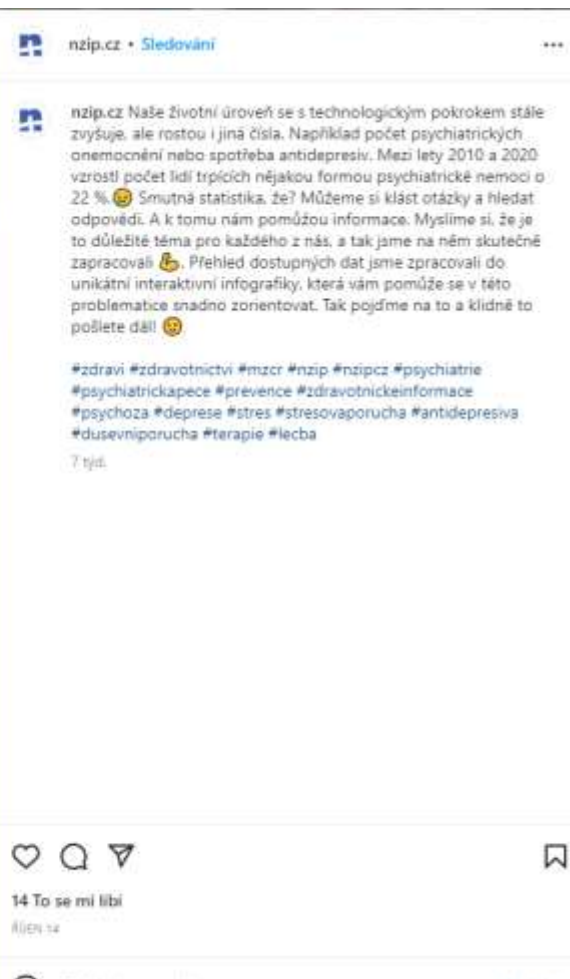 nzip.cz • Sledování
nzip.cz Naše životní úroveň se s technologickým pokrokem stále
zvyšuje, ale rostou i jiná čísla. Například počet psychiatrických
onemocnění nebo spotřeba antidepresiv. Mezi lety 2010 a 2020
vzrostl počet lidí trpících nějakou formou psychiatrické nemoci o
22 %.😟 Smutná statistika, že? Můžeme si klást otázky a hledat
odpovědi. A k tomu nám pomůžou informace. Myslíme si, že je
to důležité téma pro každého z nás, a tak jsme na něm skutečně
zapracovali 💪. Přehled dostupných dat jsme zpracovali do
unikátní interaktivní infografiky, která vám pomůže se v této
problematice snadno zorientovat. Tak pojďme na to a klidně to
pošlete dál! 😉
#zdravi #zdravotnictvi #mzcr #nzip #nzipcz #psychiatrie
#psychiatrickapece #prevence #zdravotnickeinformace
#psychoza #deprese #stres #stresovaporucha #antidepresiva
#dusevniporucha #terapie #lecba
7 týd.
14 To se mi líbí
ŘÍJEN 14